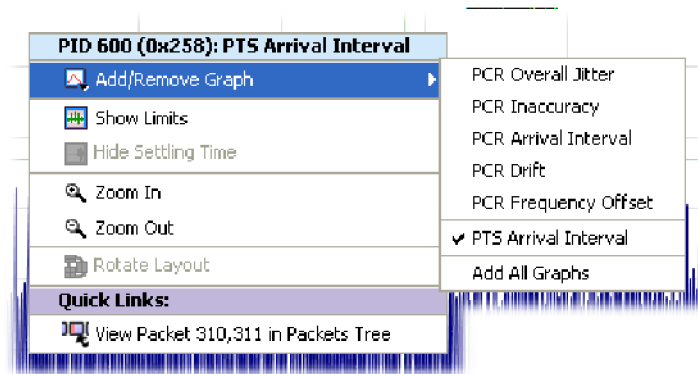 PID 600 (0x258): PTS Arrival Interval
Add/Remove Graph
Show Limits
Hide Settling Time
Zoom In
Zoom Out
Rotate Layout
Quick Links:
View Packet 310,311 in Packets Tree
PCR Overall Jitter
PCR Inaccuracy
PCR Arrival Interval
PCR Drift
PCR Frequency Offset
PTS Arrival Interval
Add All Graphs